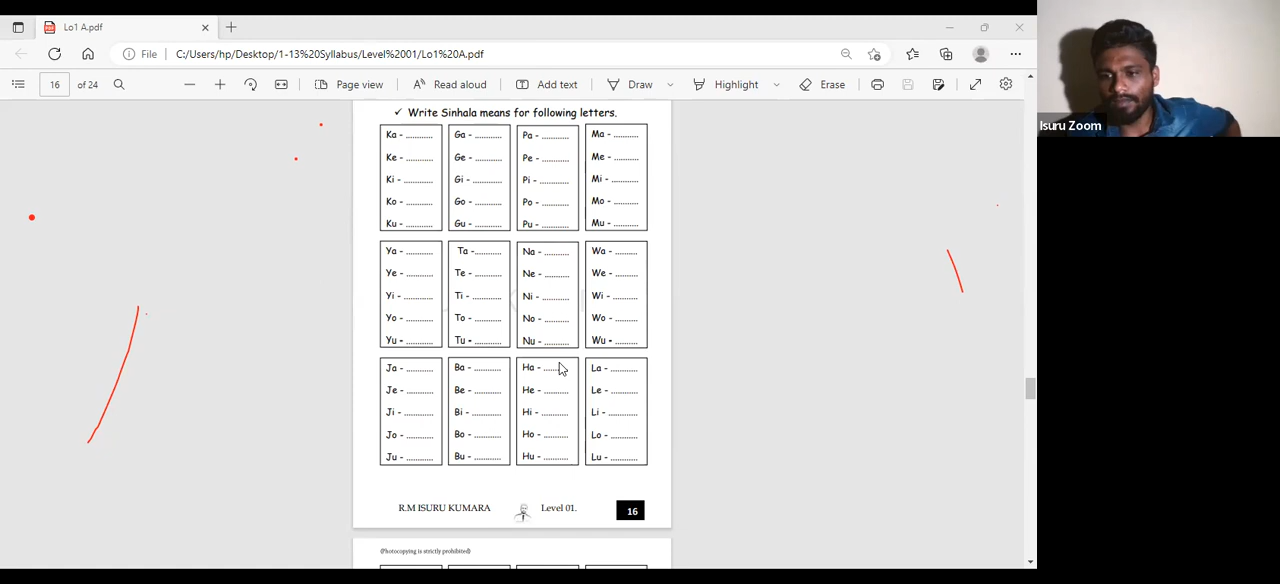 Lo1 A.pdf
File C:/Users/hp/Desktop/1-13%20Syllabus/Level%2001/Lo1%20A.pdf
16 of 24 Page view Read aloud Add text Draw Highlight Erase
Isuru Zoom
✓ Write Sinhala means for following letters.
Ka - ........... Ga - ........... Pa - ........... Ma - ...........
Ke - ........... Ge - ........... Pe - ........... Me - ...........
Ki - ........... Gi - ........... Pi - ........... Mi - ...........
Ko - ........... Go - ........... Po - ........... Mo - ...........
Ku - ........... Gu - ........... Pu - ........... Mu - ...........
Ya - ........... Ta - ........... Na - ........... Wa - ...........
Ye - ........... Te - ........... Ne - ........... We - ...........
Yi - ........... Ti - ........... Ni - ........... Wi - ...........
Yo - ........... To - ........... No - ........... Wo - ...........
Yu - ........... Tu - ........... Nu - ........... Wu - ...........
Ja - ........... Ba - ........... Ha - ........... La - ...........
Je - ........... Be - ........... He - ........... Le - ...........
Ji - ........... Bi - ........... Hi - ........... Li - ...........
Jo - ........... Bo - ........... Ho - ........... Lo - ...........
Ju - ........... Bu - ........... Hu - ........... Lu - ...........
R.M ISURU KUMARA Level 01. 16
(Photocopying is strictly prohibited)